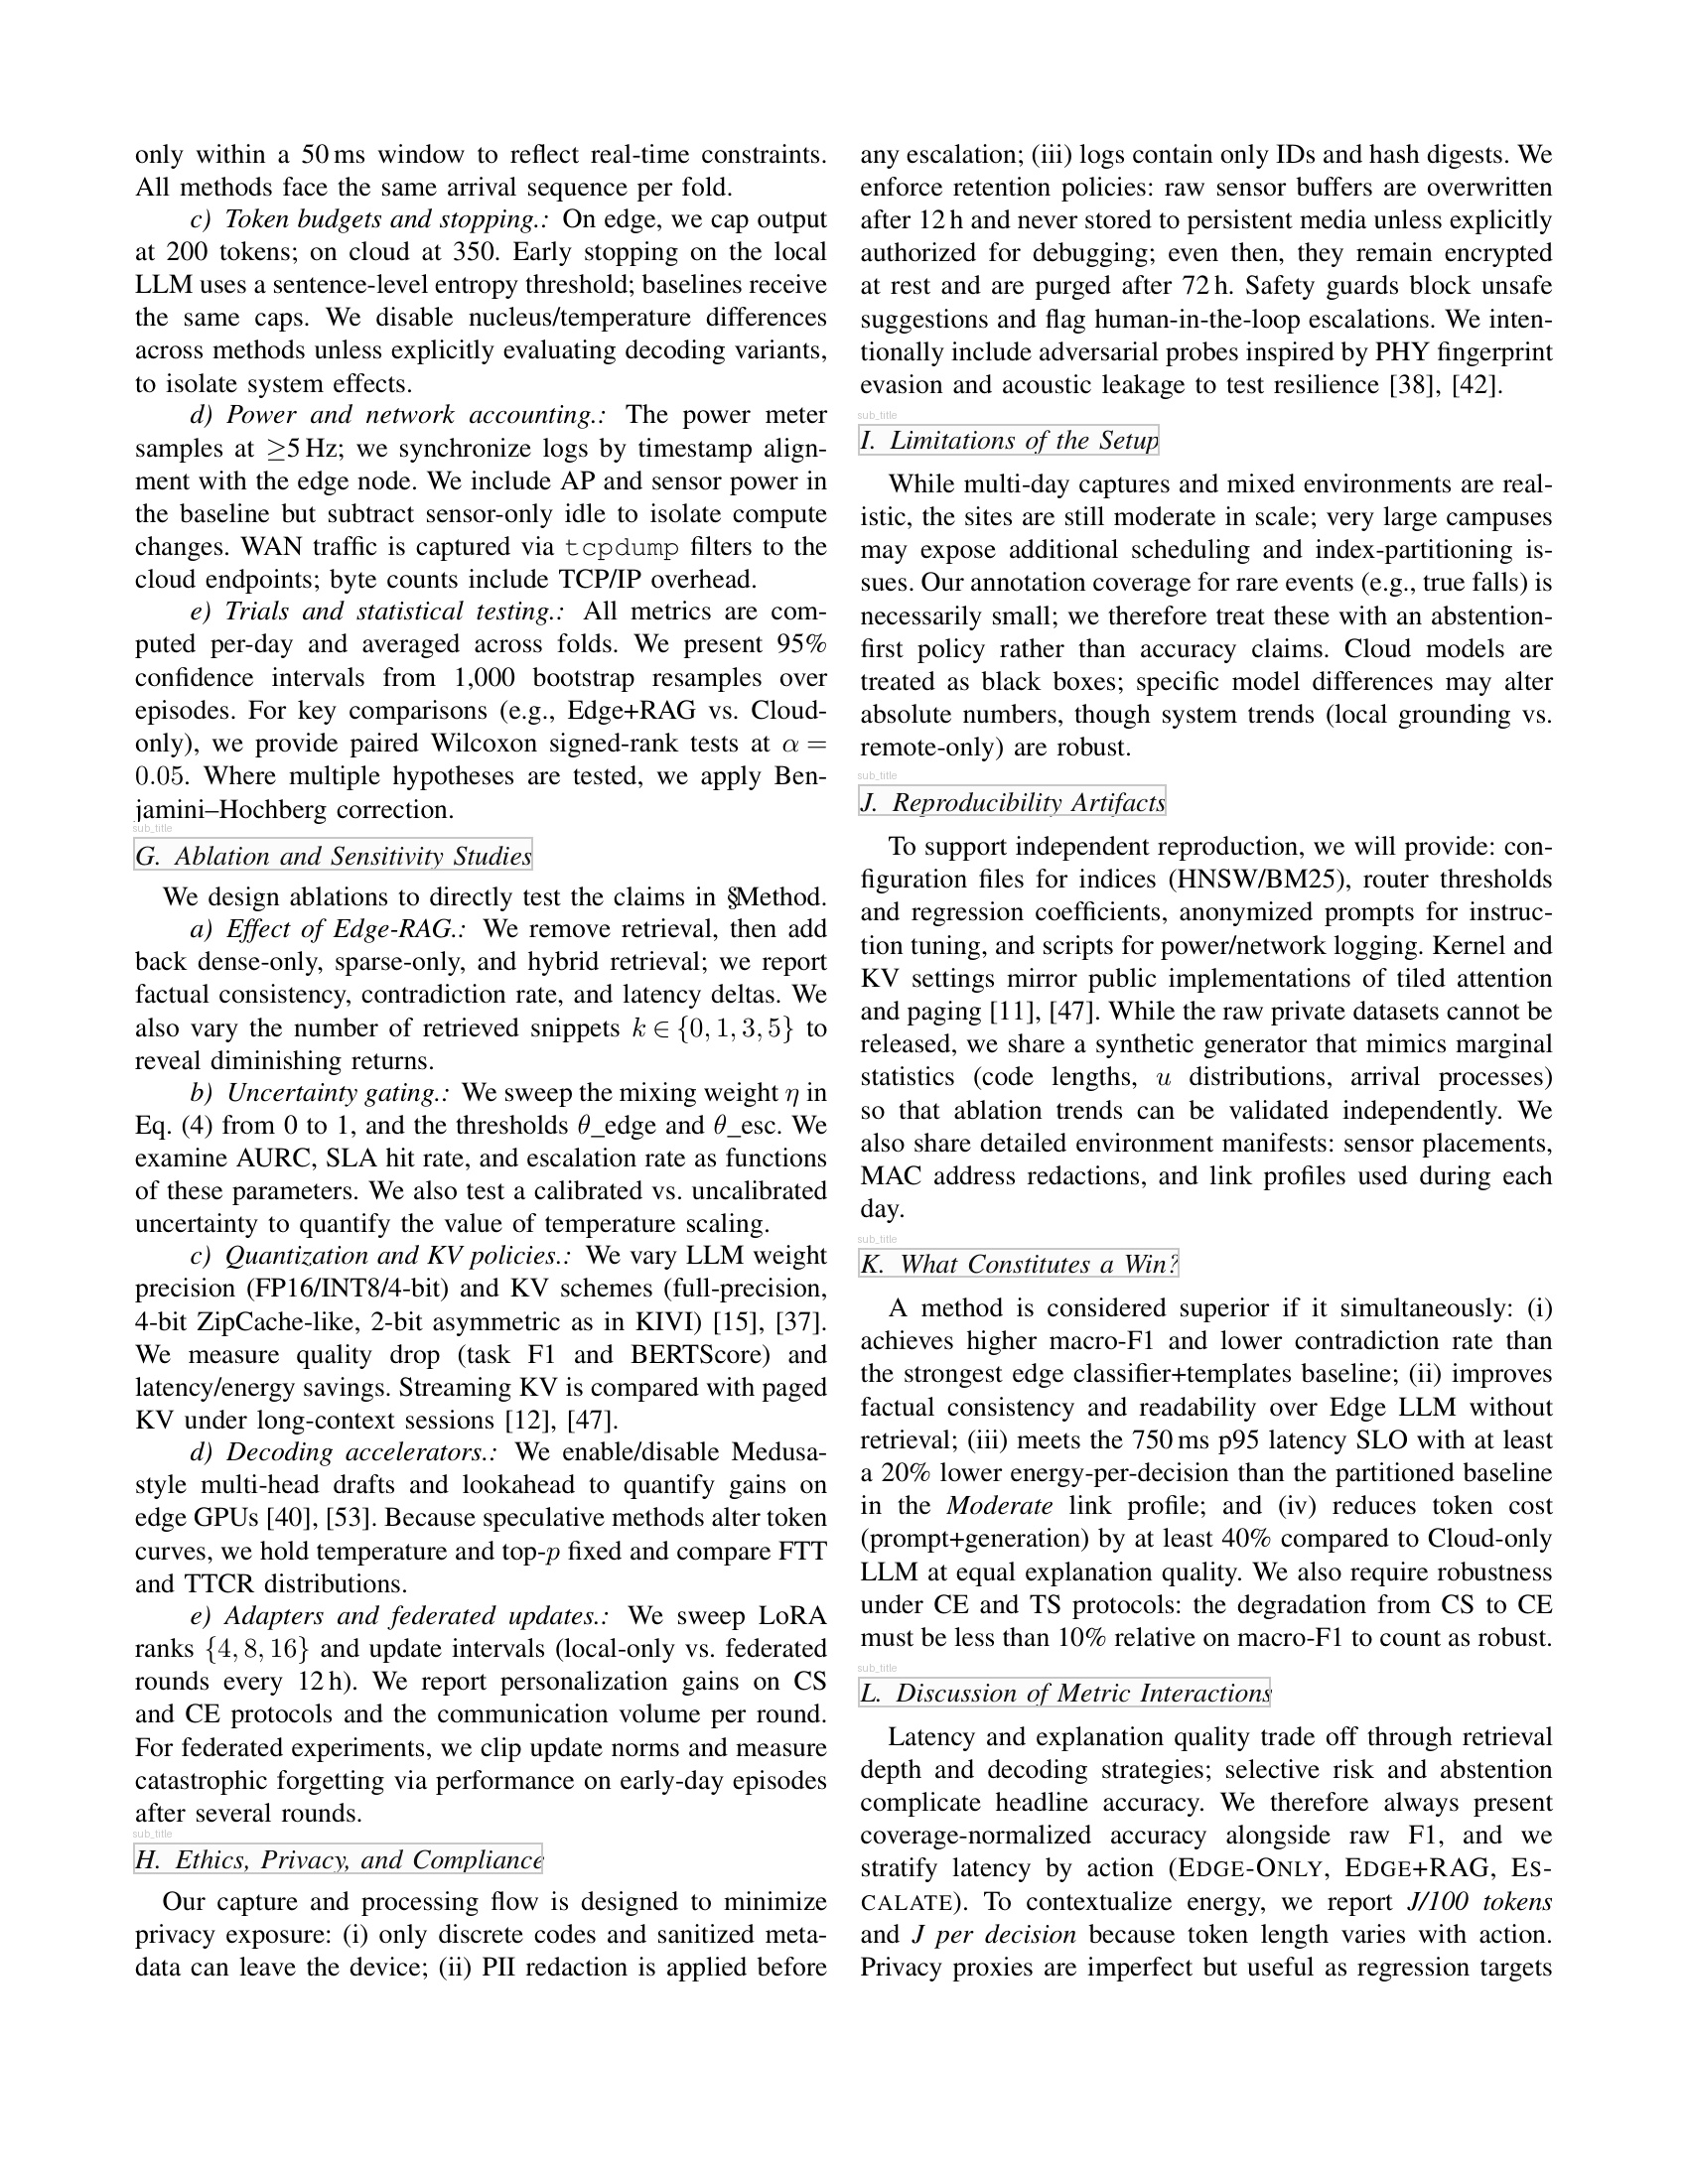 only within a 50 ms window to reflect real-time constraints.
All methods face the same arrival sequence per fold.
c) Token budgets and stopping.: On edge, we cap output
at 200 tokens; on cloud at 350. Early stopping on the local
LLM uses a sentence-level entropy threshold; baselines receive
the same caps. We disable nucleus/temperature differences
across methods unless explicitly evaluating decoding variants,
to isolate system effects.
d) Power and network accounting.: The power meter
samples at ≥5 Hz; we synchronize logs by timestamp align-
ment with the edge node. We include AP and sensor power in
the baseline but subtract sensor-only idle to isolate compute
changes. WAN traffic is captured via tcpdump filters to the
cloud endpoints; byte counts include TCP/IP overhead.
e) Trials and statistical testing.: All metrics are com-
puted per-day and averaged across folds. We present 95%
confidence intervals from 1,000 bootstrap resamples over
episodes. For key comparisons (e.g., Edge+RAG vs. Cloud-
only), we provide paired Wilcoxon signed-rank tests at α =
0.05. Where multiple hypotheses are tested, we apply Ben-
jamini–Hochberg correction.
sub_title
G. Ablation and Sensitivity Studies
We design ablations to directly test the claims in §Method.
a) Effect of Edge-RAG.: We remove retrieval, then add
back dense-only, sparse-only, and hybrid retrieval; we report
factual consistency, contradiction rate, and latency deltas. We
also vary the number of retrieved snippets k ∈ {0, 1, 3, 5} to
reveal diminishing returns.
b) Uncertainty gating.: We sweep the mixing weight η in
Eq. (4) from 0 to 1, and the thresholds θ_edge and θ_esc. We
examine AURC, SLA hit rate, and escalation rate as functions
of these parameters. We also test a calibrated vs. uncalibrated
uncertainty to quantify the value of temperature scaling.
c) Quantization and KV policies.: We vary LLM weight
precision (FP16/INT8/4-bit) and KV schemes (full-precision,
4-bit ZipCache-like, 2-bit asymmetric as in KIVI) [15], [37].
We measure quality drop (task F1 and BERTScore) and
latency/energy savings. Streaming KV is compared with paged
KV under long-context sessions [12], [47].
d) Decoding accelerators.: We enable/disable Medusa-
style multi-head drafts and lookahead to quantify gains on
edge GPUs [40], [53]. Because speculative methods alter token
curves, we hold temperature and top-p fixed and compare FTT
and TTCR distributions.
e) Adapters and federated updates.: We sweep LoRA
ranks {4, 8, 16} and update intervals (local-only vs. federated
rounds every 12 h). We report personalization gains on CS
and CE protocols and the communication volume per round.
For federated experiments, we clip update norms and measure
catastrophic forgetting via performance on early-day episodes
after several rounds.
sub_title
H. Ethics, Privacy, and Compliance
Our capture and processing flow is designed to minimize
privacy exposure: (i) only discrete codes and sanitized meta-
data can leave the device; (ii) PII redaction is applied before
any escalation; (iii) logs contain only IDs and hash digests. We
enforce retention policies: raw sensor buffers are overwritten
after 12 h and never stored to persistent media unless explicitly
authorized for debugging; even then, they remain encrypted
at rest and are purged after 72 h. Safety guards block unsafe
suggestions and flag human-in-the-loop escalations. We inten-
tionally include adversarial probes inspired by PHY fingerprint
evasion and acoustic leakage to test resilience [38], [42].
sub_title
I. Limitations of the Setup
While multi-day captures and mixed environments are real-
istic, the sites are still moderate in scale; very large campuses
may expose additional scheduling and index-partitioning is-
sues. Our annotation coverage for rare events (e.g., true falls) is
necessarily small; we therefore treat these with an abstention-
first policy rather than accuracy claims. Cloud models are
treated as black boxes; specific model differences may alter
absolute numbers, though system trends (local grounding vs.
remote-only) are robust.
sub_title
J. Reproducibility Artifacts
To support independent reproduction, we will provide: con-
figuration files for indices (HNSW/BM25), router thresholds
and regression coefficients, anonymized prompts for instruc-
tion tuning, and scripts for power/network logging. Kernel and
KV settings mirror public implementations of tiled attention
and paging [11], [47]. While the raw private datasets cannot be
released, we share a synthetic generator that mimics marginal
statistics (code lengths, u distributions, arrival processes)
so that ablation trends can be validated independently. We
also share detailed environment manifests: sensor placements,
MAC address redactions, and link profiles used during each
day.
sub_title
K. What Constitutes a Win?
A method is considered superior if it simultaneously: (i)
achieves higher macro-F1 and lower contradiction rate than
the strongest edge classifier+templates baseline; (ii) improves
factual consistency and readability over Edge LLM without
retrieval; (iii) meets the 750 ms p95 latency SLO with at least
a 20% lower energy-per-decision than the partitioned baseline
in the Moderate link profile; and (iv) reduces token cost
(prompt+generation) by at least 40% compared to Cloud-only
LLM at equal explanation quality. We also require robustness
under CE and TS protocols: the degradation from CS to CE
must be less than 10% relative on macro-F1 to count as robust.
sub_title
L. Discussion of Metric Interactions
Latency and explanation quality trade off through retrieval
depth and decoding strategies; selective risk and abstention
complicate headline accuracy. We therefore always present
coverage-normalized accuracy alongside raw F1, and we
stratify latency by action (EDGE-ONLY, EDGE+RAG, ES-
CALATE). To contextualize energy, we report J/100 tokens
and J per decision because token length varies with action.
Privacy proxies are imperfect but useful as regression targets